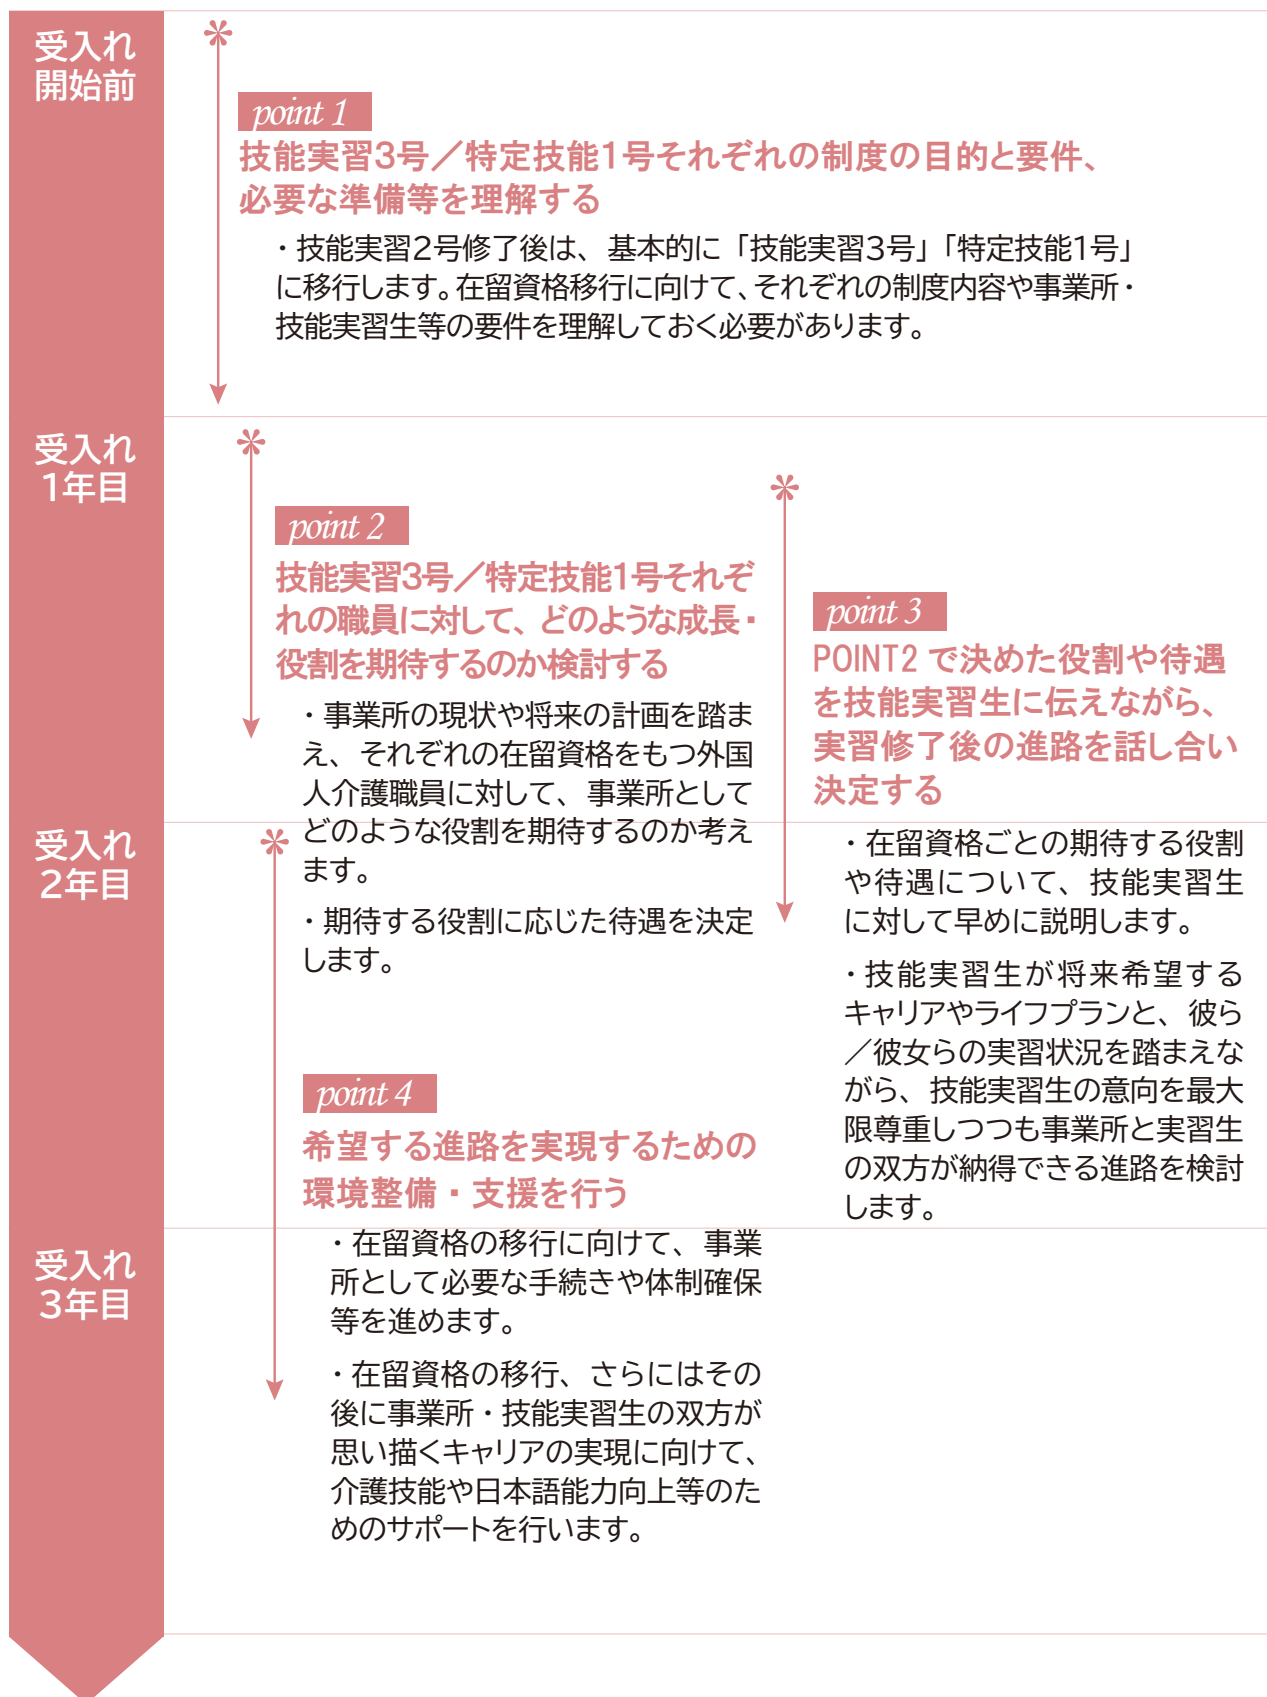 受入れ
開始前
point 1
技能実習3号／特定技能1号それぞれの制度の目的と要件、
必要な準備等を理解する
・技能実習2号修了後は、基本的に「技能実習3号」「特定技能1号」
に移行します。在留資格移行に向けて、それぞれの制度内容や事業所・
技能実習生等の要件を理解しておく必要があります。
受入れ
1年目
point 2
技能実習3号／特定技能1号それぞ
れの職員に対して、どのような成長・
役割を期待するのか検討する
・事業所の現状や将来の計画を踏ま
え、それぞれの在留資格をもつ外国
人介護職員に対して、事業所として
どのような役割を期待するのか考え
ます。
・期待する役割に応じた待遇を決定
します。
point 3
POINT2 で決めた役割や待遇
を技能実習生に伝えながら、
実習修了後の進路を話し合い
決定する
・在留資格ごとの期待する役割
や待遇について、技能実習生
に対して早めに説明します。
・技能実習生が将来希望する
キャリアやライフプランと、彼ら
／彼女らの実習状況を踏まえな
がら、技能実習生の意向を最大
限尊重しつつも事業所と実習生
の双方が納得できる進路を検討
します。
受入れ
2年目
point 4
希望する進路を実現するための
環境整備・支援を行う
・在留資格の移行に向けて、事業
所として必要な手続きや体制確保
等を進めます。
・在留資格の移行、さらにはその
後に事業所・技能実習生の双方が
思い描くキャリアの実現に向けて、
介護技能や日本語能力向上等のた
めのサポートを行います。
受入れ
3年目